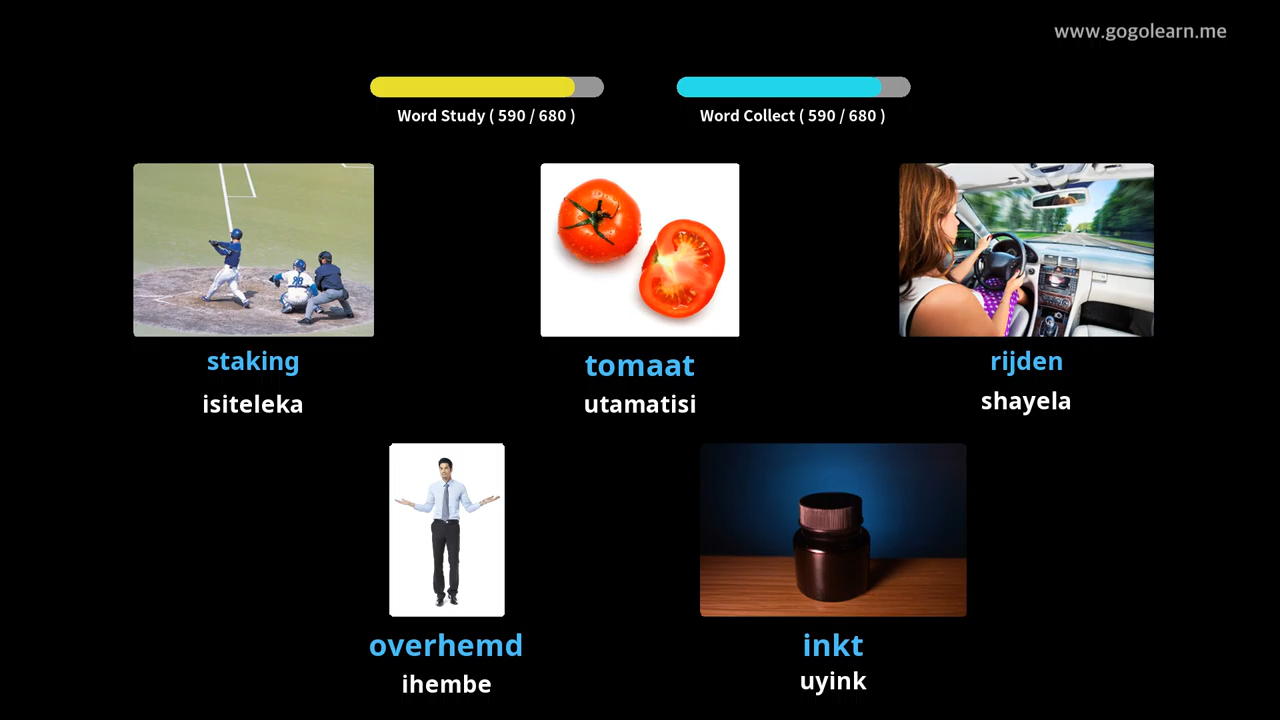 www.gogolearn.me
Word Study ( 590 / 680 )
Word Collect ( 590 / 680 )
staking
isiteleka
tomaat
utamatisi
rijden
shayela
overhemd
ihembe
inkt
uyink